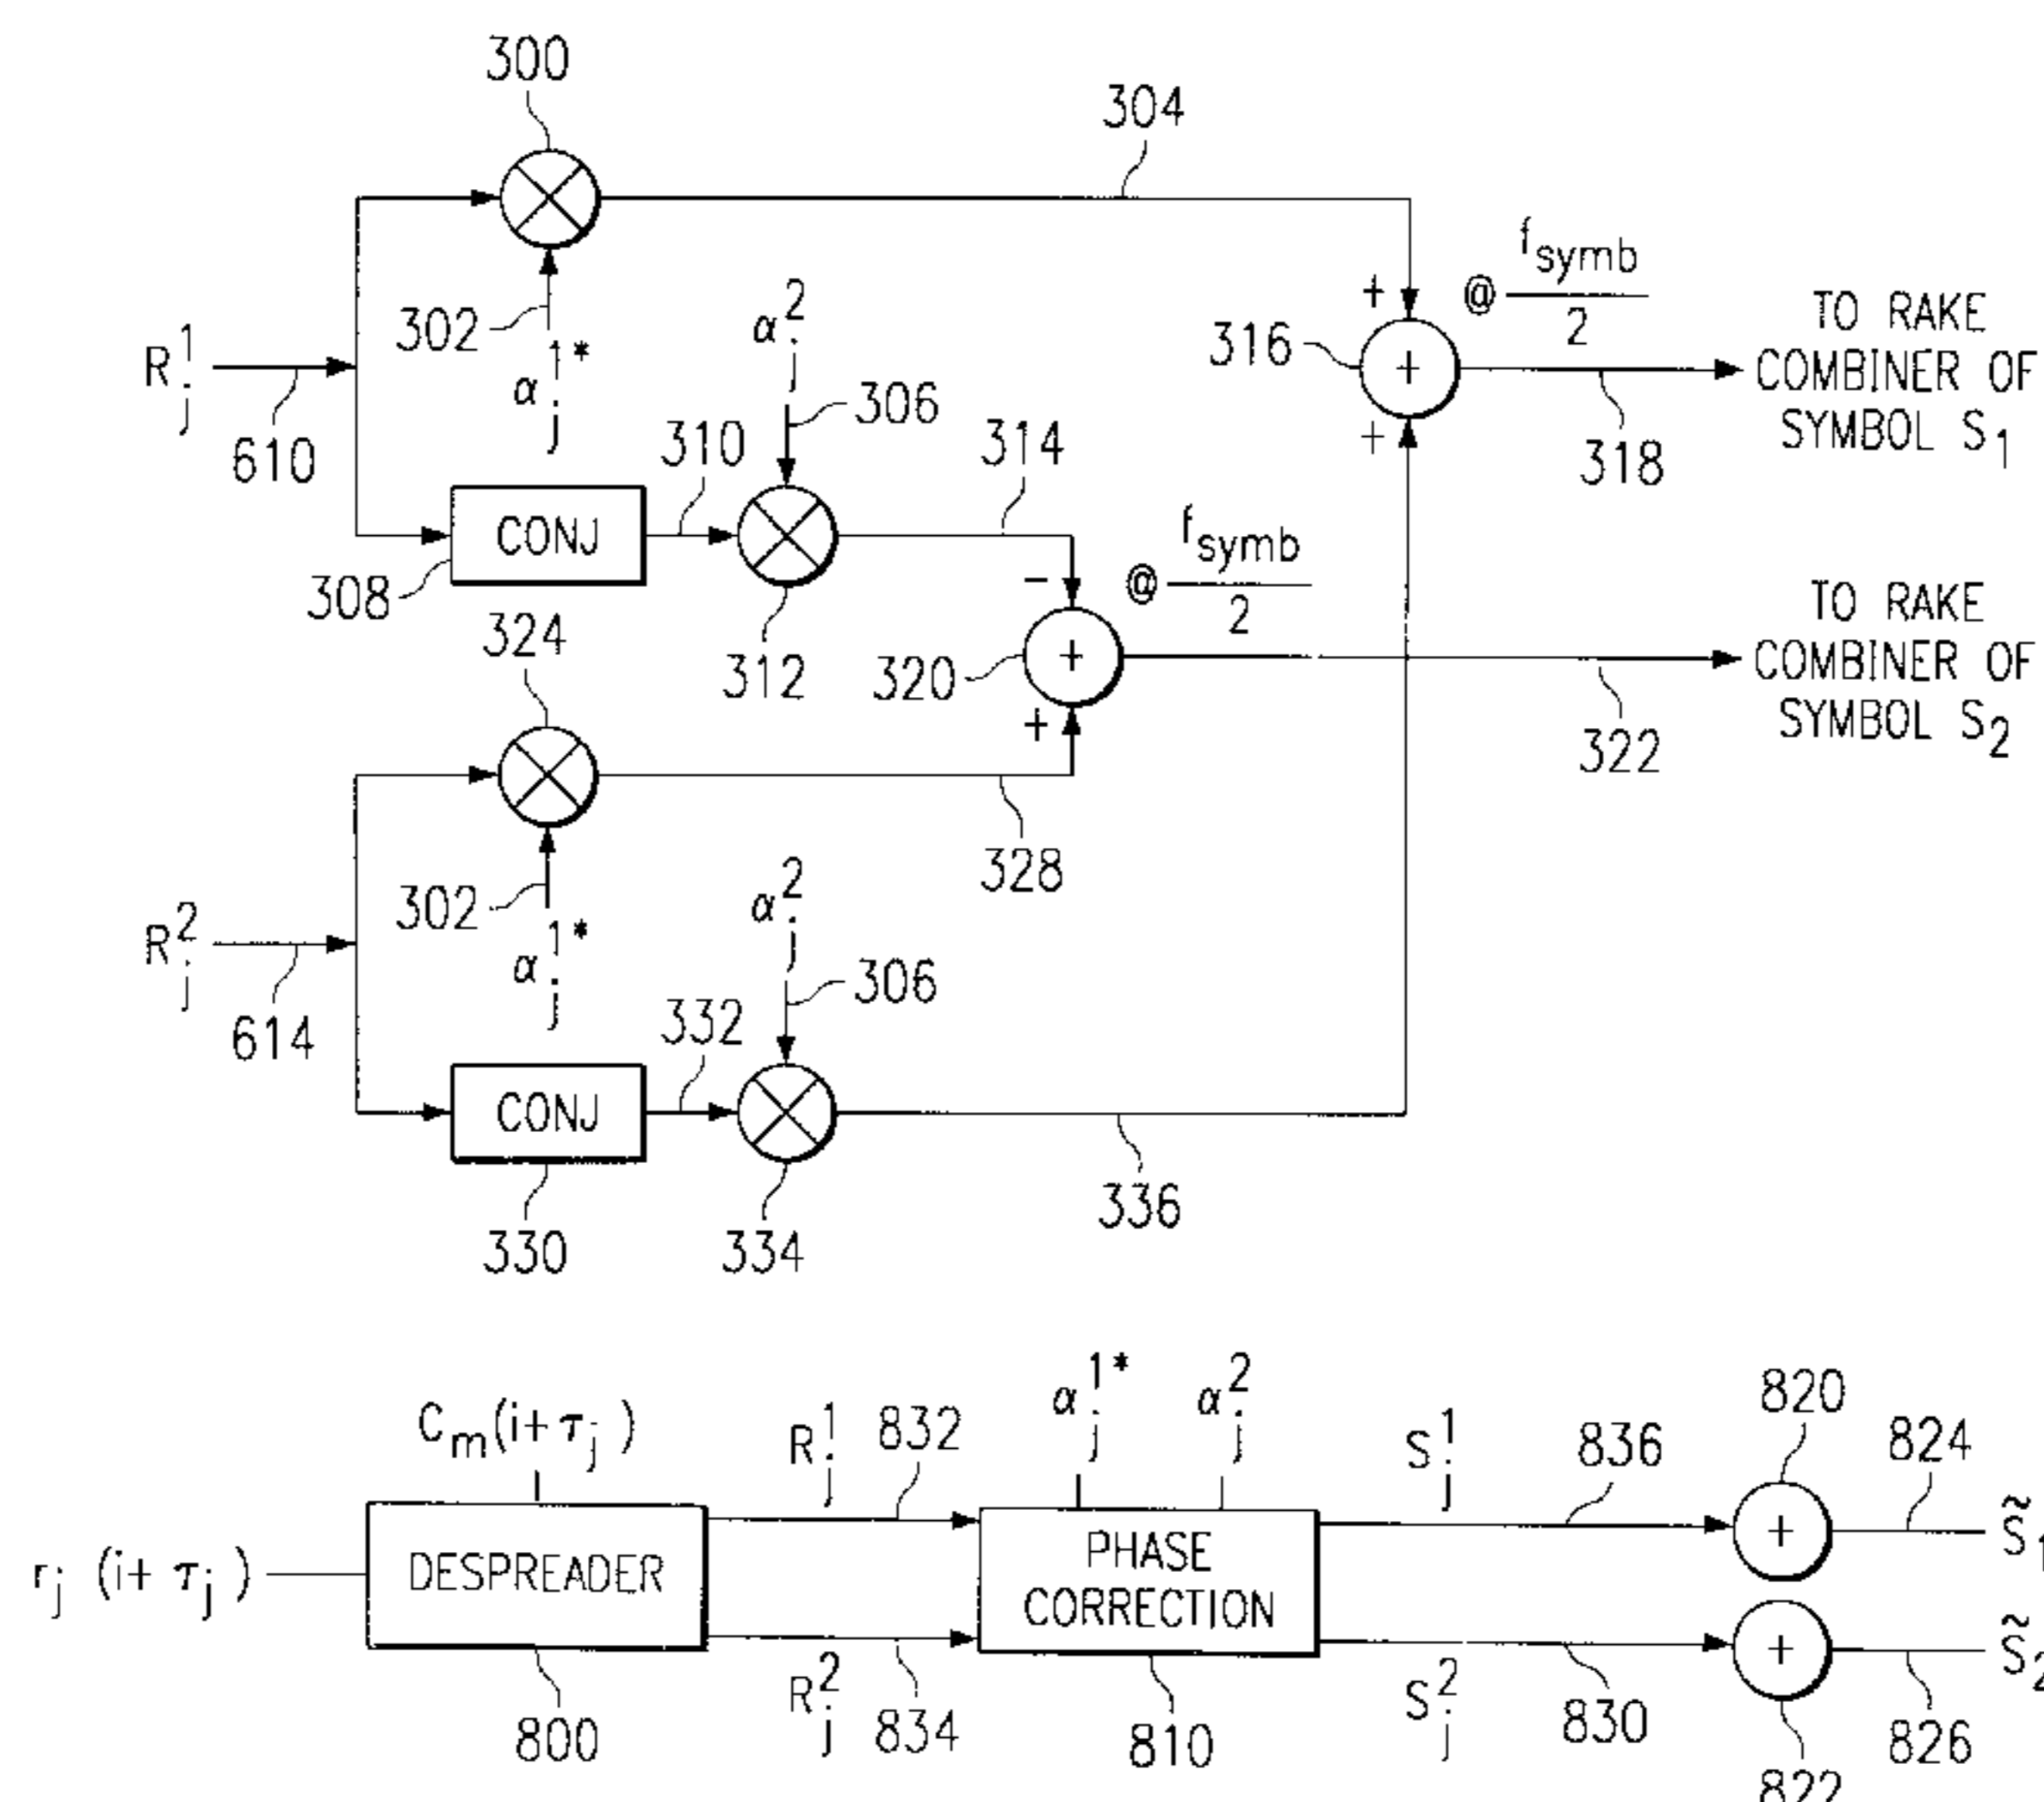 300
304
302
α_j^1*
R_j^1
610
α_j^2
306
310
314
CONJ
308
312
+
@ f_symb/2
316
+
+
318
TO RAKE
COMBINER OF
SYMBOL S_1
-
@ f_symb/2
320
+
+
322
TO RAKE
COMBINER OF
SYMBOL S_2
324
328
302
α_j^1*
R_j^2
614
α_j^2
306
332
CONJ
330
334
336
C_m(i+τ_j)
r_j (i+ τ_j)
DESPREADER
800
R_j^1
832
R_j^2
834
α_j^1*
α_j^2
PHASE
CORRECTION
810
S_j^1
836
S_j^2
830
820
+
824
S̃_1
+
822
826
S̃_2